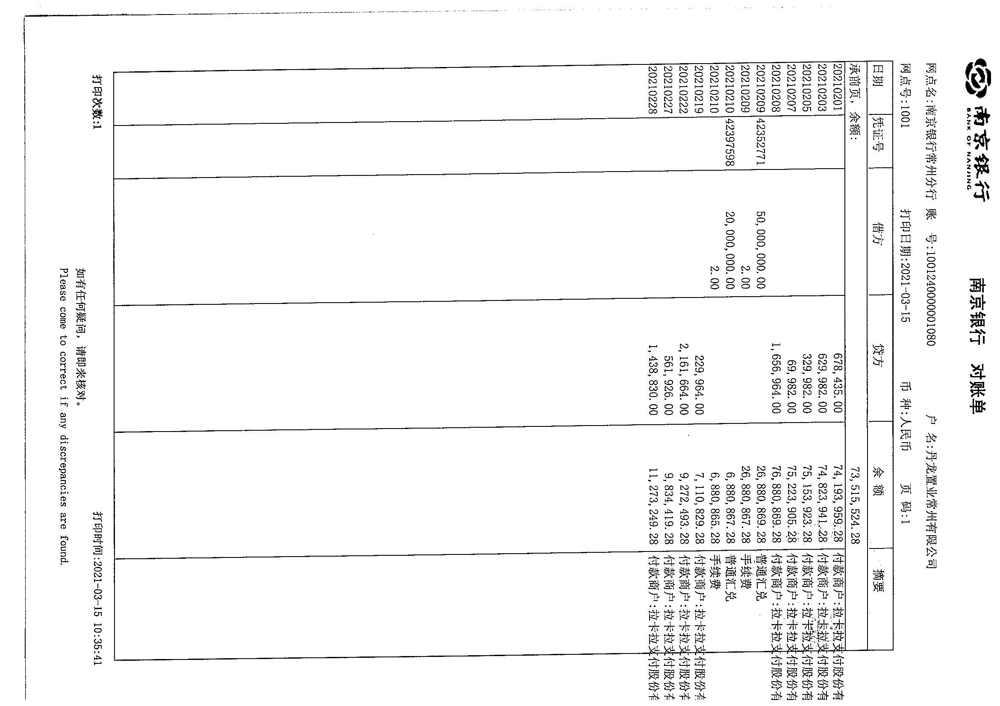 南京银行 南京银行 对账单
BANK OF NANJING
网点名:南京银行常州分行 账 号:1001240000001080 户 名:丹龙置业常州有限公司
网点号:1001 打印日期:2021-03-15 币 种:人民币 页 码:1
日期 凭证号 借方 贷方 余 额 摘要
承前页, 余额: 73,515,524.28
20210201 678,435.00 74,193,959.28 付款商户:拉卡拉支付股份有
20210203 629,982.00 74,823,941.28 付款商户:拉卡拉支付股份有
20210205 329,982.00 75,153,923.28 付款商户:拉卡拉支付股份有
20210207 69,982.00 75,223,905.28 付款商户:拉卡拉支付股份有
20210208 1,656,964.00 76,880,869.28 付款商户:拉卡拉支付股份有
20210209 42352771 50,000,000.00 26,880,869.28 普通汇兑
20210209 2.00 26,880,867.28 手续费
20210210 42397598 20,000,000.00 6,880,867.28 普通汇兑
20210210 2.00 6,880,865.28 手续费
20210219 229,964.00 7,110,829.28 付款商户:拉卡拉支付股份有
20210222 2,161,664.00 9,272,493.28 付款商户:拉卡拉支付股份有
20210227 561,926.00 9,834,419.28 付款商户:拉卡拉支付股份有
20210228 1,438,830.00 11,273,249.28 付款商户:拉卡拉支付股份有
打印次数:1 打印时间:2021-03-15 10:35:41
如有任何疑问, 请即来核对。
Please come to correct if any discrepancies are found.